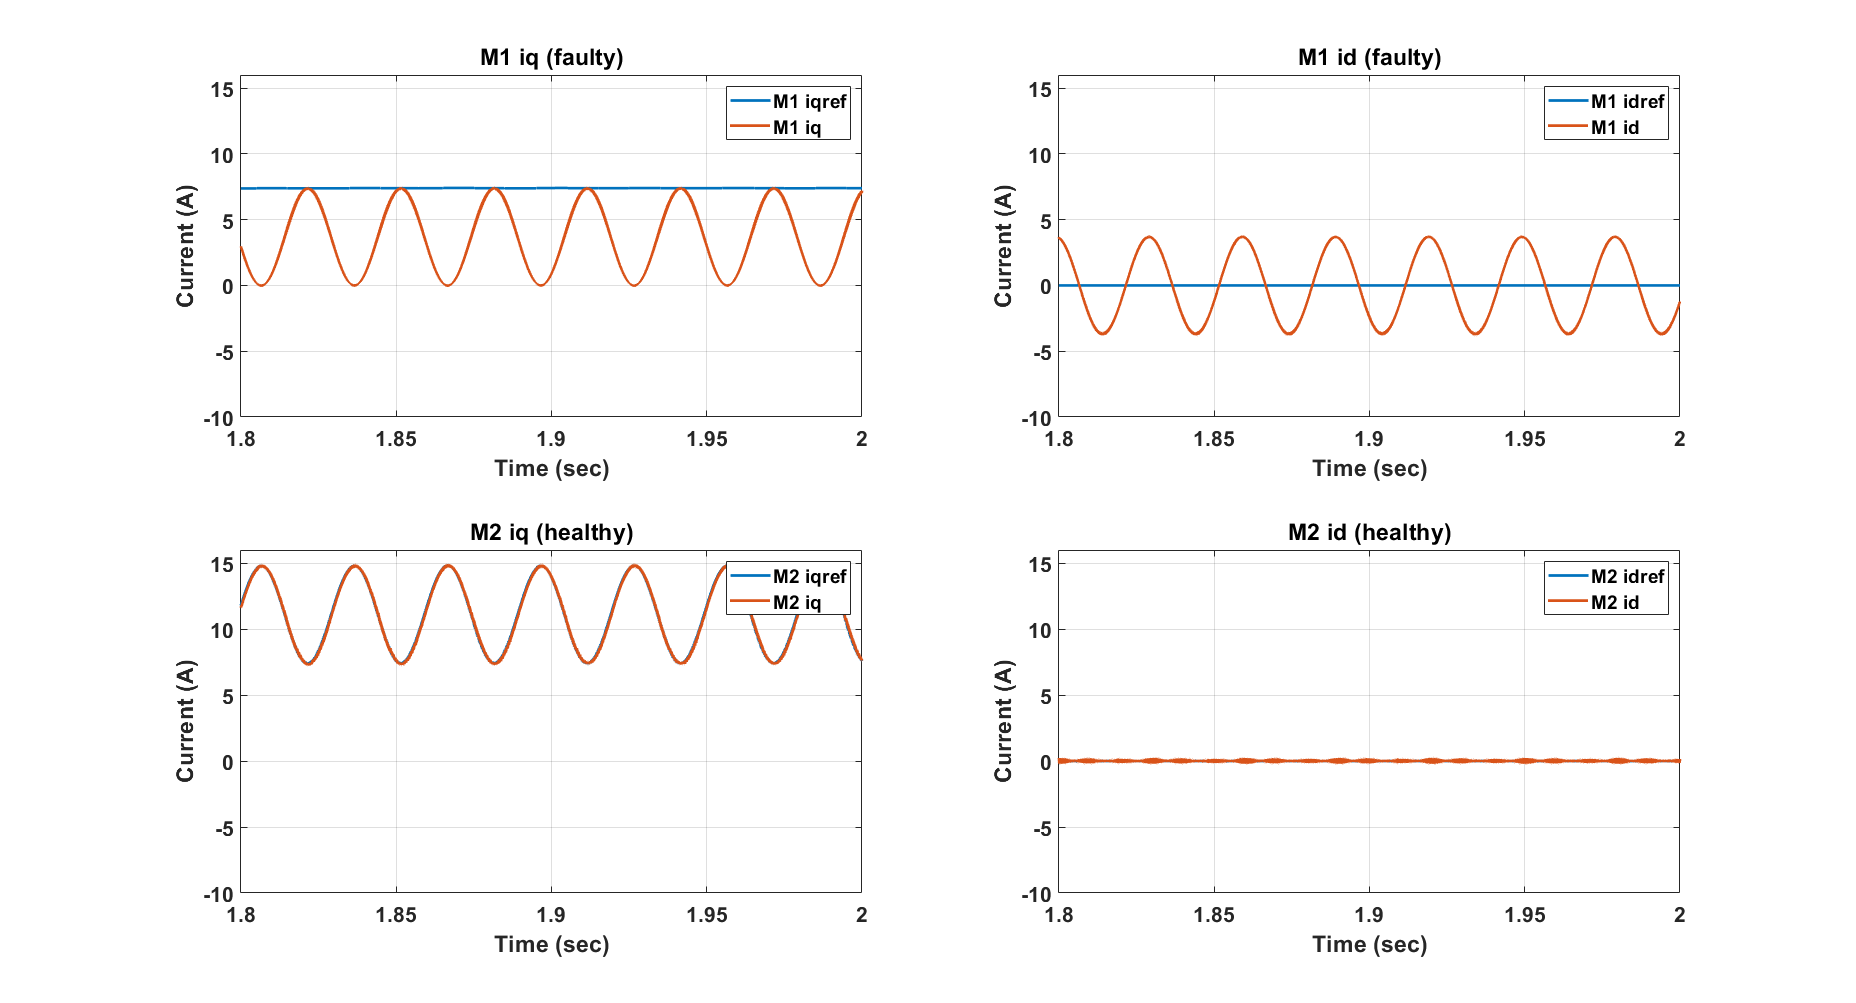 M1 iq (faulty)
15
10
5
0
-5
-10
1.8
1.85
1.9
1.95
2
Current (A)
Time (sec)
M1 iqref
M1 iq
M1 id (faulty)
15
10
5
0
-5
-10
1.8
1.85
1.9
1.95
2
Current (A)
Time (sec)
M1 idref
M1 id
M2 iq (healthy)
15
10
5
0
-5
-10
1.8
1.85
1.9
1.95
2
Current (A)
Time (sec)
M2 iqref
M2 iq
M2 id (healthy)
15
10
5
0
-5
-10
1.8
1.85
1.9
1.95
2
Current (A)
Time (sec)
M2 idref
M2 id